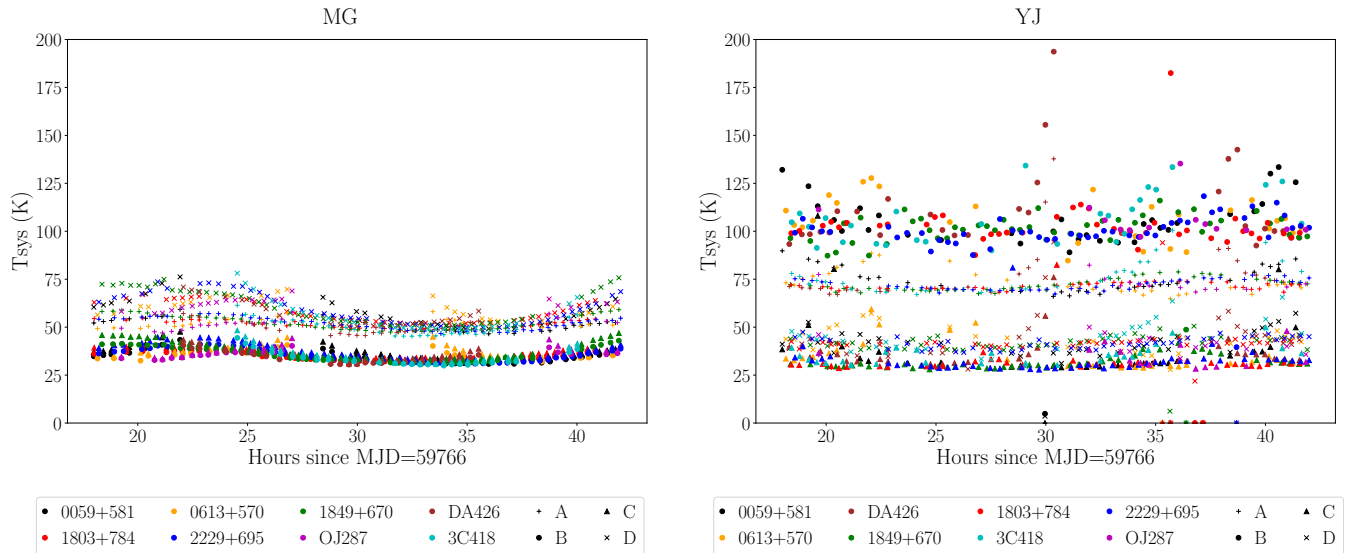 MG
200
175
150
125
100
75
50
25
0
Tsys (K)
20 25 30 35 40
Hours since MJD=59766
0059+581 0613+570 1849+670 DA426 A C
1803+784 2229+695 OJ287 3C418 B D
YJ
200
175
150
125
100
75
50
25
0
Tsys (K)
20 25 30 35 40
Hours since MJD=59766
0059+581 DA426 1803+784 2229+695 A C
0613+570 1849+670 3C418 OJ287 B D